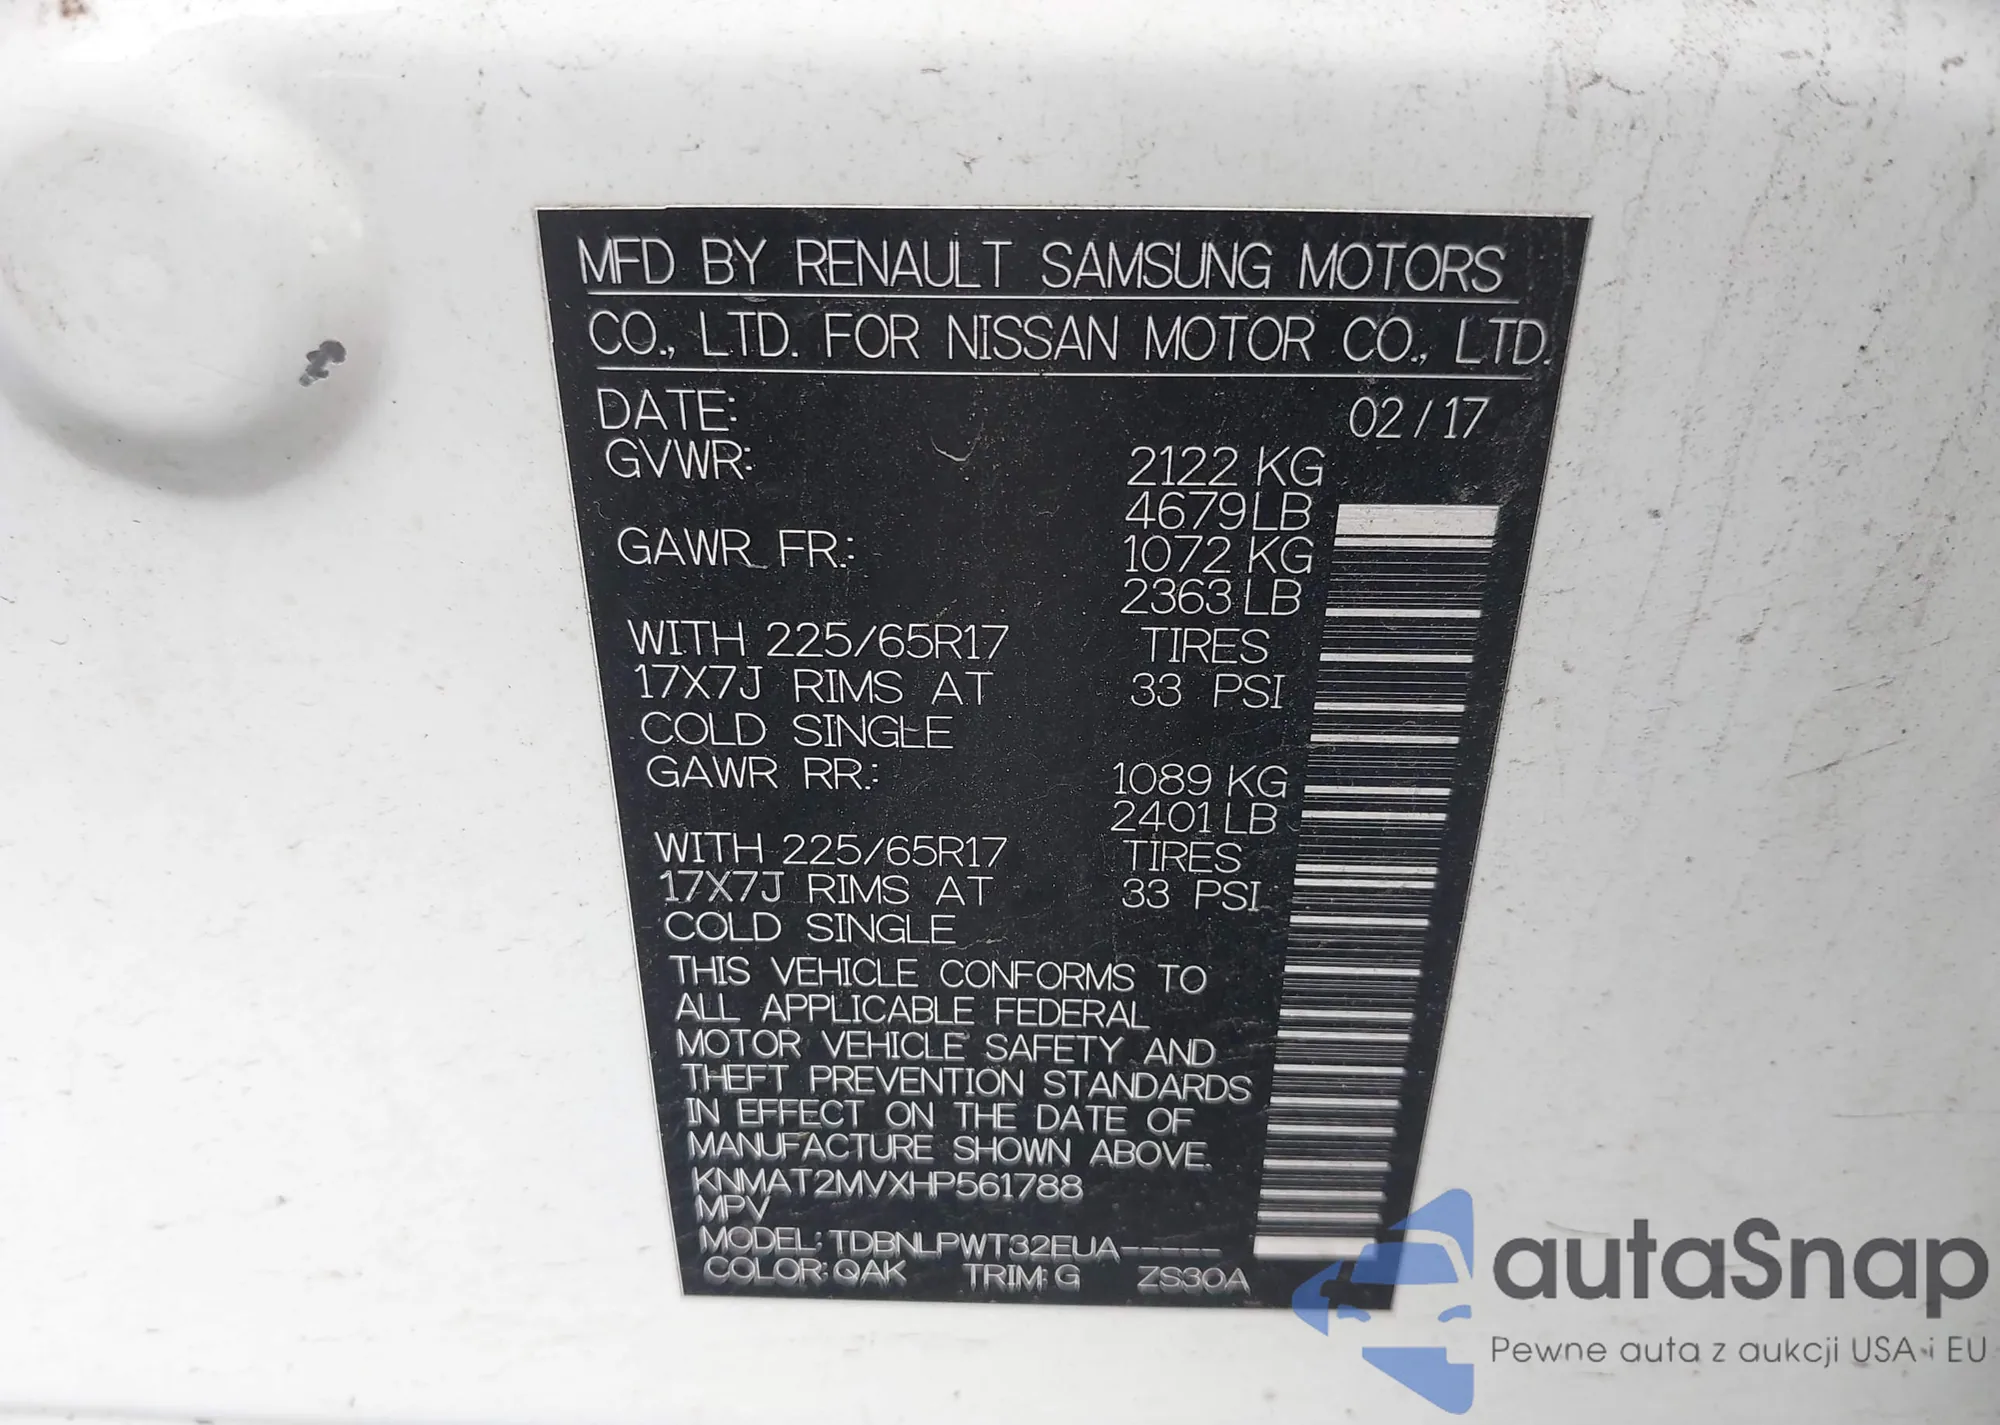 MFD BY RENAULT SAMSUNG MOTORS
CO., LTD. FOR NISSAN MOTOR CO., LTD.
DATE: 02/17
GVWR: 2122 KG
4679 LB
GAWR FR.: 1072 KG
2363 LB
WITH 225/65R17 TIRES
17X7J RIMS AT 33 PSI
COLD SINGLE
GAWR RR.: 1089 KG
2401 LB
WITH 225/65R17 TIRES
17X7J RIMS AT 33 PSI
COLD SINGLE
THIS VEHICLE CONFORMS TO
ALL APPLICABLE FEDERAL
MOTOR VEHICLE SAFETY AND
THEFT PREVENTION STANDARDS
IN EFFECT ON THE DATE OF
MANUFACTURE SHOWN ABOVE.
KNMAT2MVXHP561788
MPV
MODEL: TDBNLPWT32EUA-----
COLOR: QAK TRIM: G ZS30A
autoSnap
Pewne auta z aukcji USA i EU